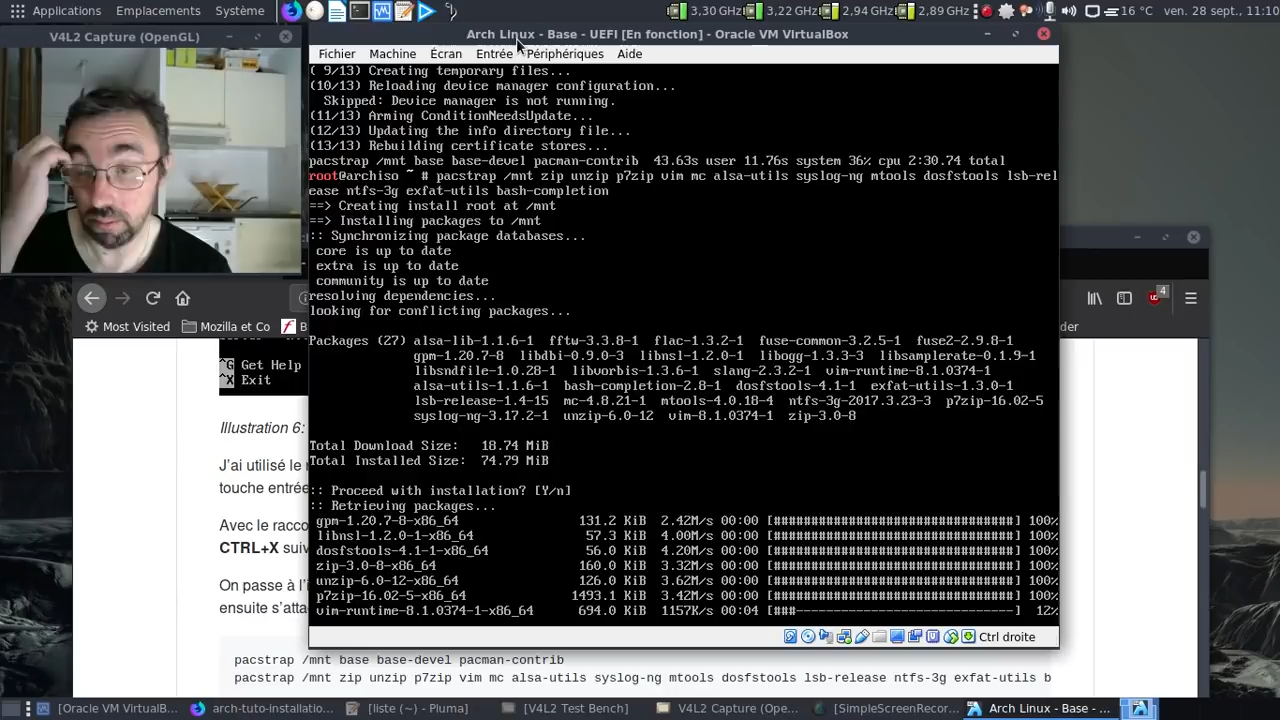 Applications Emplacements Système
3,30 GHz 3,22 GHz 2,94 GHz 2,89 GHz 16 °C ven. 28 sept., 11:10
V4L2 Capture (OpenGL)
Arch Linux - Base - UEFI [En fonction] - Oracle VM VirtualBox
Fichier Machine Écran Entrée Périphériques Aide
( 9/13) Creating temporary files...
(10/13) Reloading device manager configuration...
Skipped: Device manager is not running.
(11/13) Arming ConditionNeedsUpdate...
(12/13) Updating the info directory file...
(13/13) Rebuilding certificate stores...
pacstrap /mnt base base-devel pacman-contrib 43.63s user 11.76s system 36% cpu 2:30.74 total
root@archiso ~ # pacstrap /mnt zip unzip p7zip vim mc alsa-utils syslog-ng mtools dosfstools lsb-rel
ease ntfs-3g exfat-utils bash-completion
==> Creating install root at /mnt
==> Installing packages to /mnt
:: Synchronizing package databases...
core is up to date
extra is up to date
community is up to date
resolving dependencies...
looking for conflicting packages...
Packages (27) alsa-lib-1.1.6-1 fftw-3.3.8-1 flac-1.3.2-1 fuse-common-3.2.5-1 fuse2-2.9.8-1
gpm-1.20.7-8 libdbi-0.9.0-3 libnsl-1.2.0-1 libogg-1.3.3-3 libsamplerate-0.1.9-1
libsndfile-1.0.28-1 libvorbis-1.3.6-1 slang-2.3.2-1 vim-runtime-8.1.0374-1
alsa-utils-1.1.6-1 bash-completion-2.8-1 dosfstools-4.1-1 exfat-utils-1.3.0-1
lsb-release-1.4-15 mc-4.8.21-1 mtools-4.0.18-4 ntfs-3g-2017.3.23-3 p7zip-16.02-5
syslog-ng-3.17.2-1 unzip-6.0-12 vim-8.1.0374-1 zip-3.0-8
Total Download Size: 18.74 MiB
Total Installed Size: 74.79 MiB
:: Proceed with installation? [Y/n]
:: Retrieving packages...
gpm-1.20.7-8-x86_64 131.2 KiB 2.42M/s 00:00 [################################] 100%
libnsl-1.2.0-1-x86_64 57.3 KiB 4.00M/s 00:00 [################################] 100%
dosfstools-4.1-1-x86_64 56.0 KiB 4.20M/s 00:00 [################################] 100%
zip-3.0-8-x86_64 160.0 KiB 3.32M/s 00:00 [################################] 100%
unzip-6.0-12-x86_64 126.0 KiB 3.62M/s 00:00 [################################] 100%
p7zip-16.02-5-x86_64 1493.1 KiB 3.42M/s 00:00 [################################] 100%
vim-runtime-8.1.0374-1-x86_64 694.0 KiB 1157K/s 00:04 [###-----------------------------] 12%
Ctrl droite
4
Most Visited Mozilla et Co
^G Get Help
^X Exit
Illustration 6:
J'ai utilisé le
touche entrée
Avec le racco
CTRL+X suiv
On passe à l'i
ensuite s'atta
pacstrap /mnt base base-devel pacman-contrib
pacstrap /mnt zip unzip p7zip vim mc alsa-utils syslog-ng mtools dosfstools lsb-release ntfs-3g exfat-utils b
[Oracle VM VirtualB... arch-tuto-installatio... [liste (~) - Pluma] [V4L2 Test Bench] V4L2 Capture (Ope... [SimpleScreenRecor... Arch Linux - Base - ...